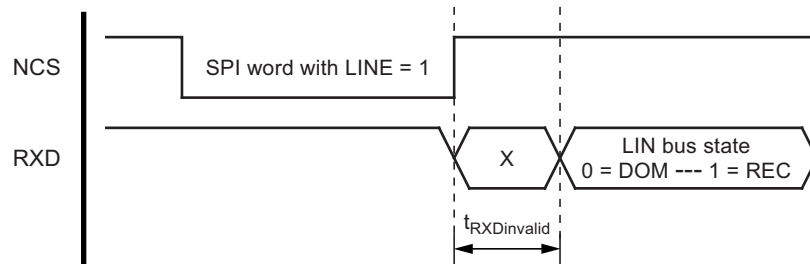 NCS
SPI word with LINE = 1
RXD
X
LIN bus state
0 = DOM --- 1 = REC
tRXDinvalid